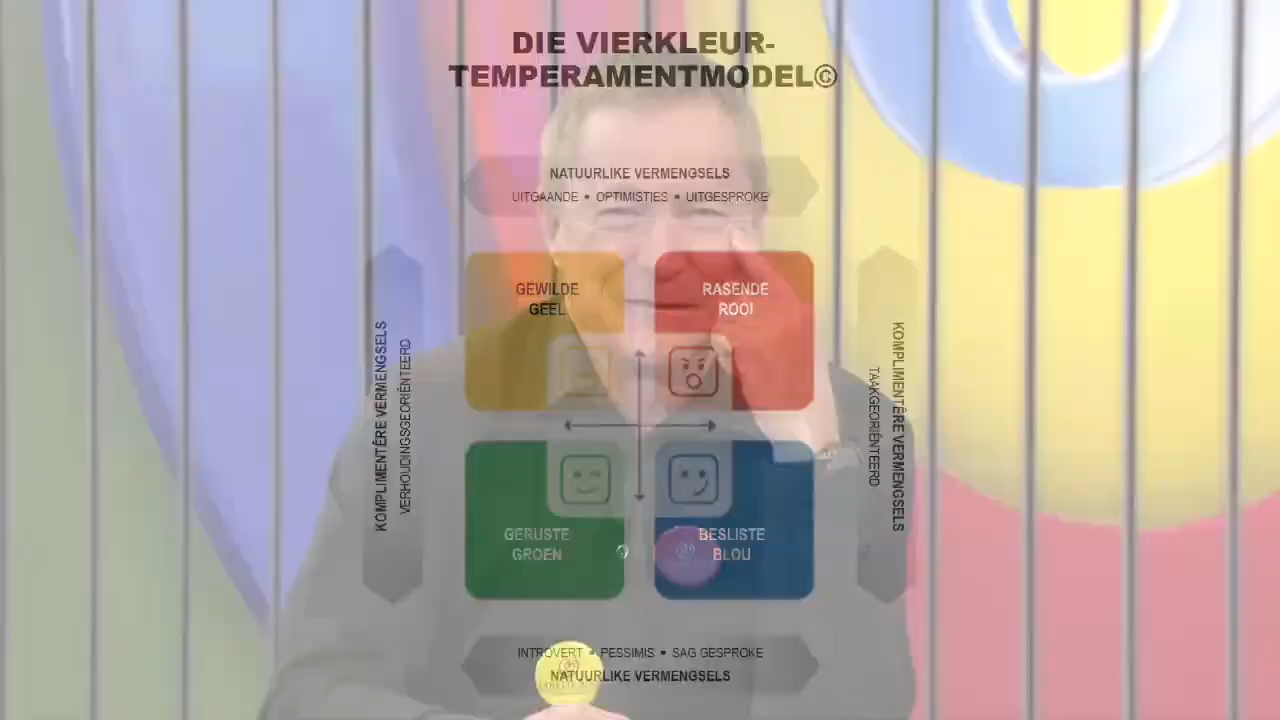 DIE VIERKLEUR-
TEMPERAMENTMODEL©
NATUURLIKE VERMENGSELS
UITGAANDE ▪ OPTIMISTIES ▪ UITGESPROKE
GEWILDE
GEEL
RASENDE
ROOI
KOMPLIMENTÊRE VERMENGSELS
VERHOUDINGSGEORIËNTEERD
KOMPLIMENTÊRE VERMENGSELS
TAAKGEORIËNTEERD
GERUSTE
GROEN
BESLISTE
BLOU
INTROVERT ▪ PESSIMIS ▪ SAG GESPROKE
NATUURLIKE VERMENGSELS